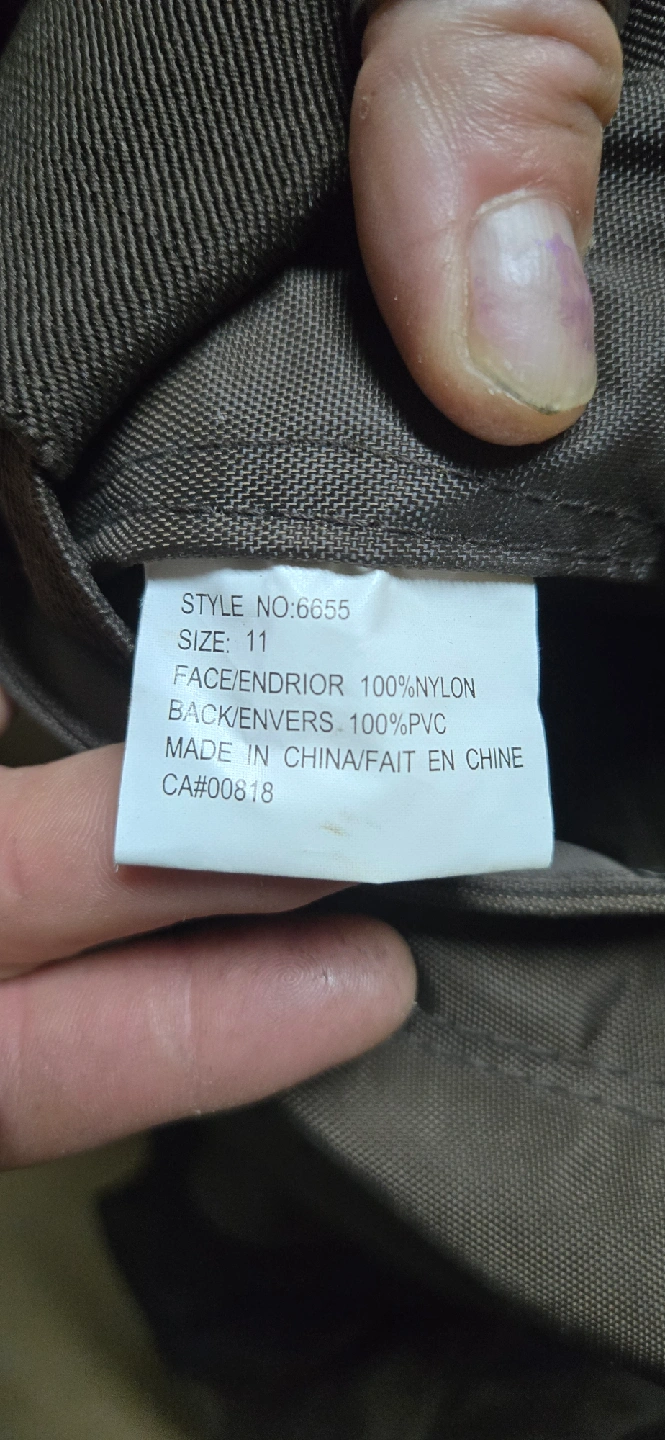 STYLE NO:6655
SIZE: 11
FACE/ENDRIOR 100%NYLON
BACK/ENVERS 100%PVC
MADE IN CHINA/FAIT EN CHINE
CA#00818